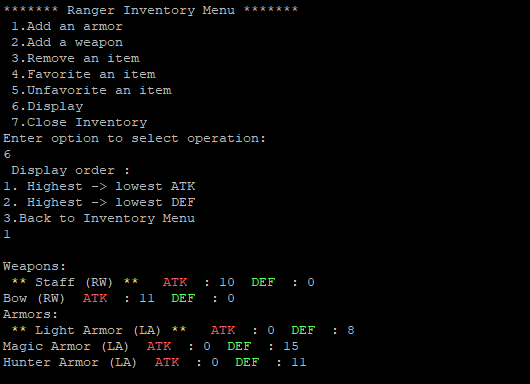 ******* Ranger Inventory Menu *******
1.Add an armor
2.Add a weapon
3.Remove an item
4.Favorite an item
5.Unfavorite an item
6.Display
7.Close Inventory
Enter option to select operation:
6
Display order :
1. Highest -> lowest ATK
2. Highest -> lowest DEF
3.Back to Inventory Menu
1
Weapons:
** Staff (RW) ** ATK : 10 DEF : 0
Bow (RW) ATK : 11 DEF : 0
Armors:
** Light Armor (LA) ** ATK : 0 DEF : 8
Magic Armor (LA) ATK : 0 DEF : 15
Hunter Armor (LA) ATK : 0 DEF : 11